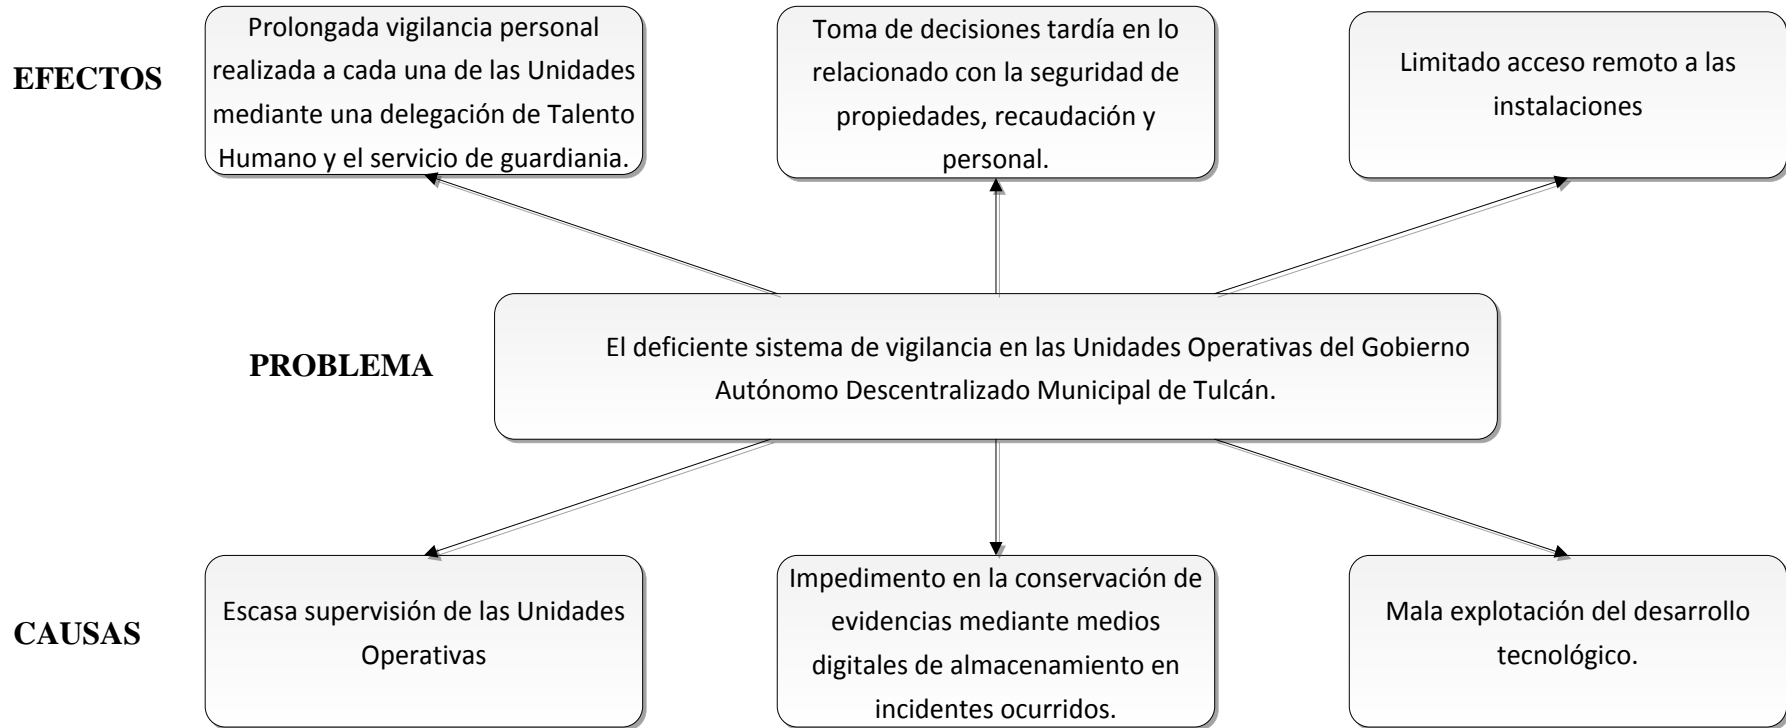 EFECTOS
Prolongada vigilancia personal
realizada a cada una de las Unidades
mediante una delegación de Talento
Humano y el servicio de guardiania.
Toma de decisiones tardía en lo
relacionado con la seguridad de
propiedades, recaudación y
personal.
Limitado acceso remoto a las
instalaciones
PROBLEMA
El deficiente sistema de vigilancia en las Unidades Operativas del Gobierno
Autónomo Descentralizado Municipal de Tulcán.
CAUSAS
Escasa supervisión de las Unidades
Operativas
Impedimento en la conservación de
evidencias mediante medios
digitales de almacenamiento en
incidentes ocurridos.
Mala explotación del desarrollo
tecnológico.